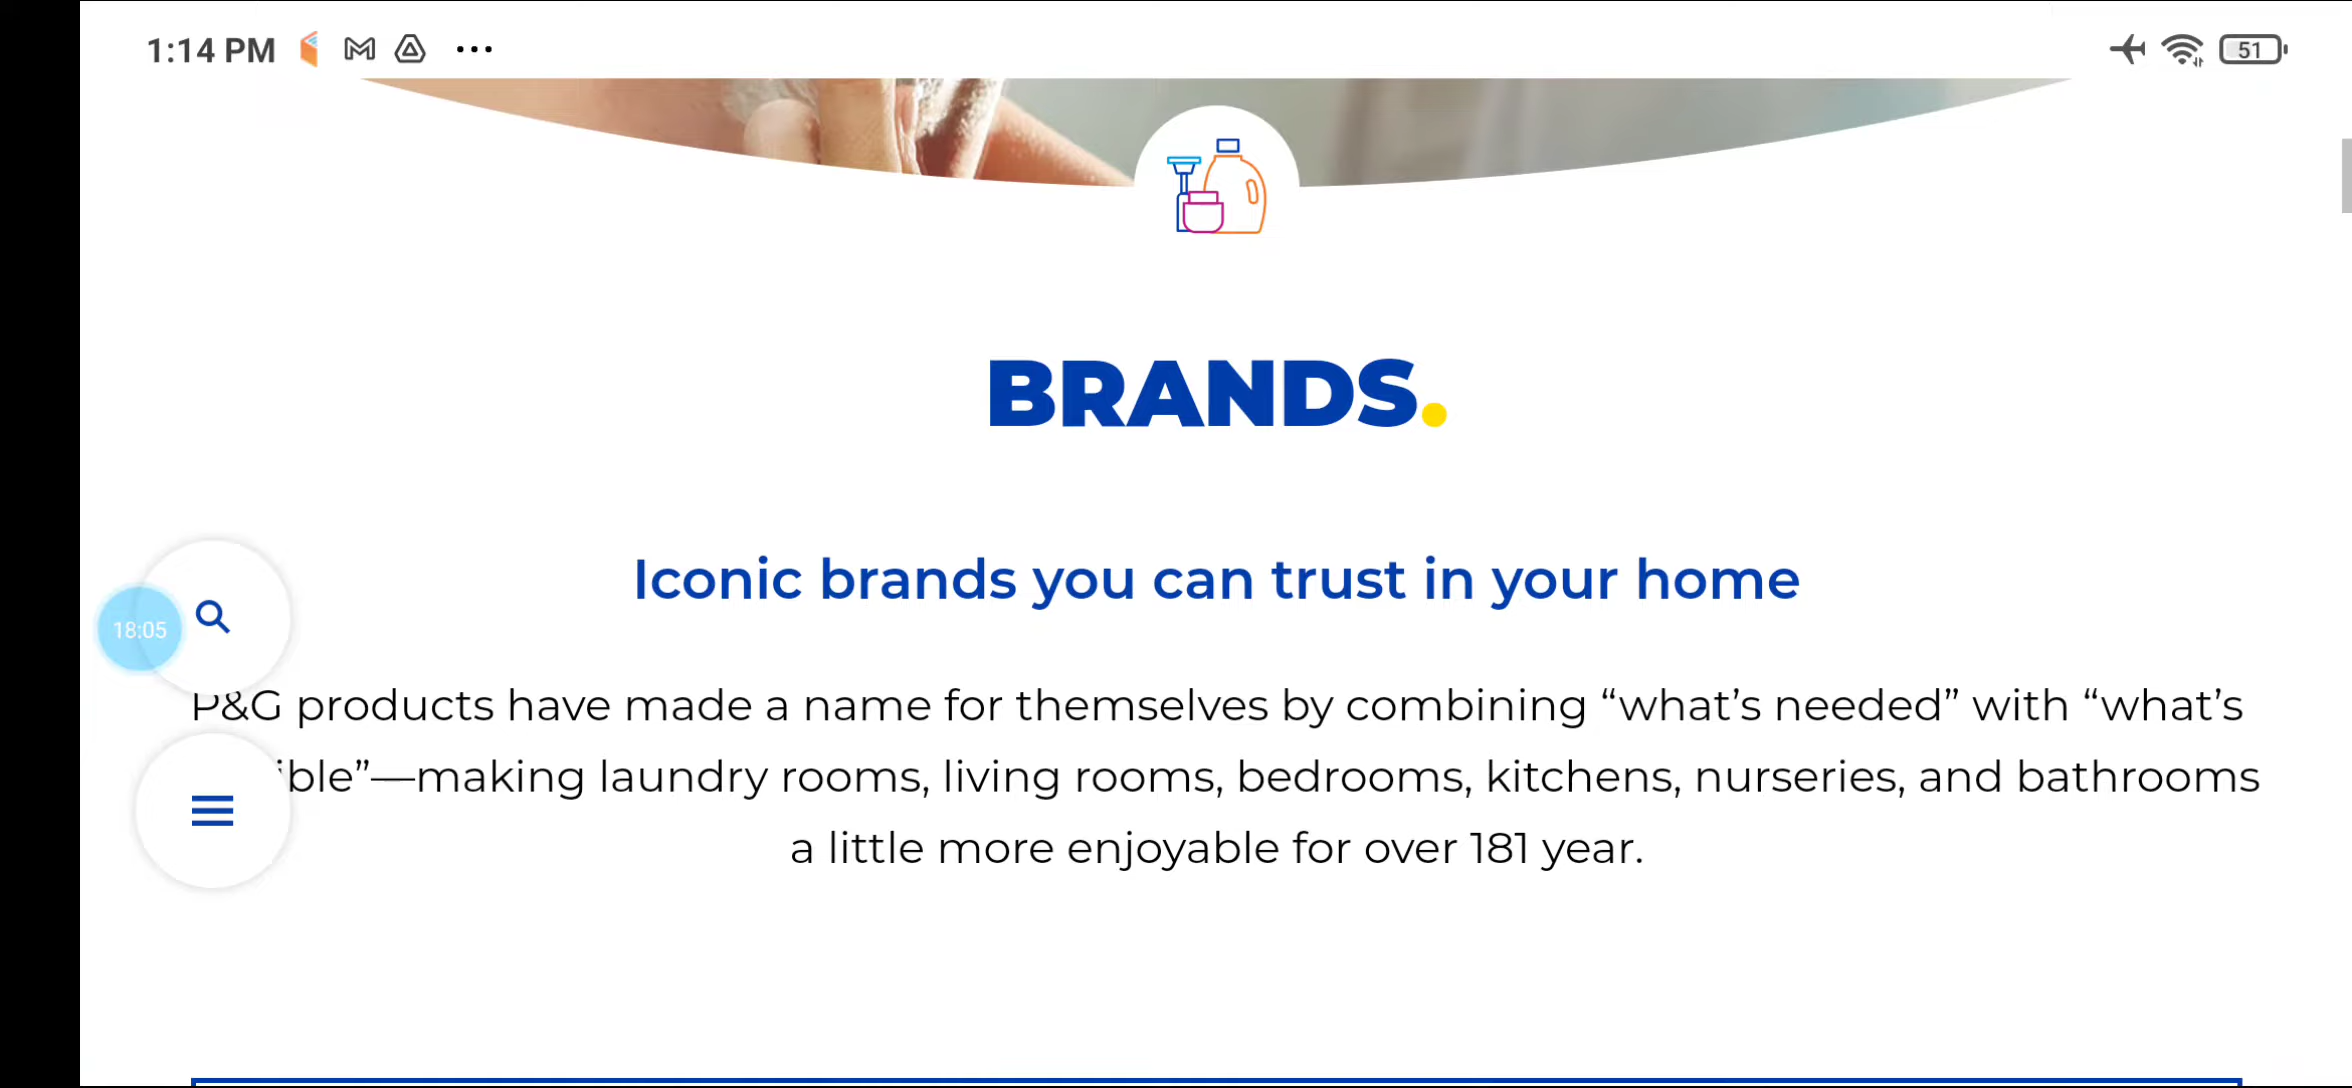 1:14 PM
51
BRANDS.
Iconic brands you can trust in your home
18:05
P&G products have made a name for themselves by combining “what’s needed” with “what’s
ible”—making laundry rooms, living rooms, bedrooms, kitchens, nurseries, and bathrooms
a little more enjoyable for over 181 year.